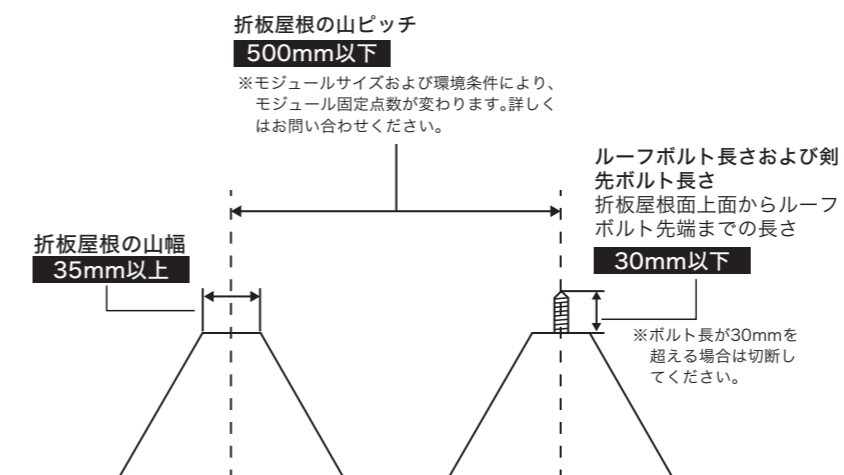 折板屋根の山ピッチ
500mm以下
※モジュールサイズおよび環境条件により、
モジュール固定点数が変わります。詳しく
はお問い合わせください。
ルーフボルト長さおよび剣
先ボルト長さ
折板屋根面上面からルーフ
ボルト先端までの長さ
30mm以下
※ボルト長が30mmを
超える場合は切断し
てください。
折板屋根の山幅
35mm以上